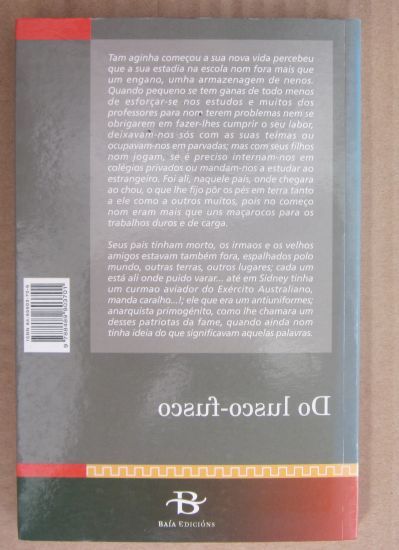 Tam aginha começou a sua nova vida percebeu
que a sua estadia na escola nom fora mais que
um engano, umha armazenagem de nenos.
Quando pequeno se tem ganas de todo menos
de esforçar-se nos estudos e muitos dos
professores para nom terem problemas nem se
obrigarem em fazer-lhes cumprir o seu labor,
deixavam-nos sós com as suas teimas ou
ocupavam-nos em parvadas; mas com seus filhos
nom jogam, se é preciso internam-nos em
colégios privados ou mandam-nos a estudar ao
estrangeiro. Foi ali, naquele país, onde chegara
ao chou, o que lhe fijo pôr os pés em terra tanto
a ele como a outros muitos, pois no começo
nom eram mais que uns maçarocos para os
trabalhos duros e de carga.
Seus pais tinham morto, os irmaos e os velhos
amigos estavam também fora, espalhados polo
mundo, outras terras, outros lugares; cada um
está ali onde puido varar... até em Sidney tinha
um curmao aviador do Exército Australiano,
manda caralho...!; ele que era um antiuniformes;
anarquista primogénito, como lhe chamara um
desses patriotas da fame, quando ainda nom
tinha ideia do que significavam aquelas palavras.
Do lusco-fusco
B
BAÍA EDICIÓNS